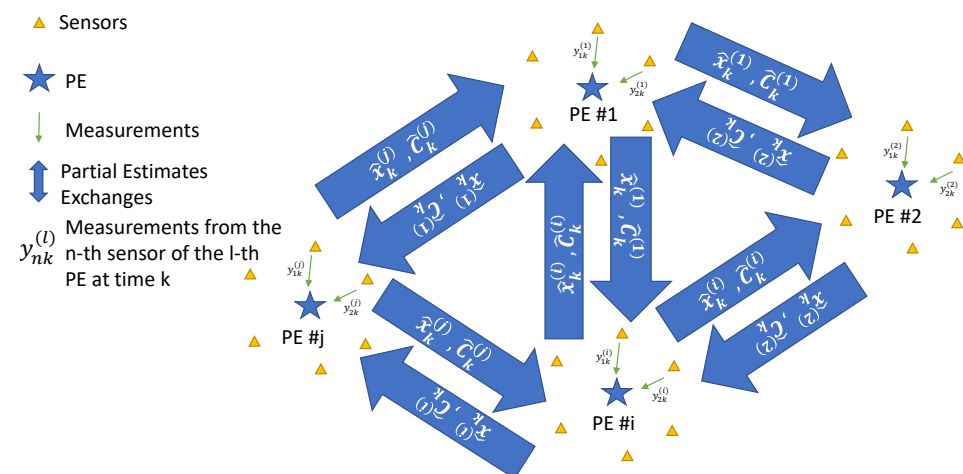 Sensors
PE
Measurements
Partial Estimates
Exchanges
y_{nk}^{(l)} Measurements from the
n-th sensor of the l-th
PE at time k
y_{1k}^{(1)}
y_{2k}^{(1)}
PE #1
x̂_k^{(1)}, Ĉ_k^{(1)}
x̂_k^{(2)}, Ĉ_k^{(2)}
y_{1k}^{(2)}
y_{2k}^{(2)}
PE #2
x̂_k^{(j)}, Ĉ_k^{(j)}
x̂_k^{(1)}, Ĉ_k^{(1)}
x̂_k^{(i)}, Ĉ_k^{(i)}
x̂_k^{(1)}, Ĉ_k^{(1)}
x̂_k^{(i)}, Ĉ_k^{(i)}
x̂_k^{(2)}, Ĉ_k^{(2)}
y_{1k}^{(j)}
y_{2k}^{(j)}
PE #j
x̂_k^{(j)}, Ĉ_k^{(j)}
x̂_k^{(i)}, Ĉ_k^{(i)}
y_{1k}^{(i)}
y_{2k}^{(i)}
PE #i